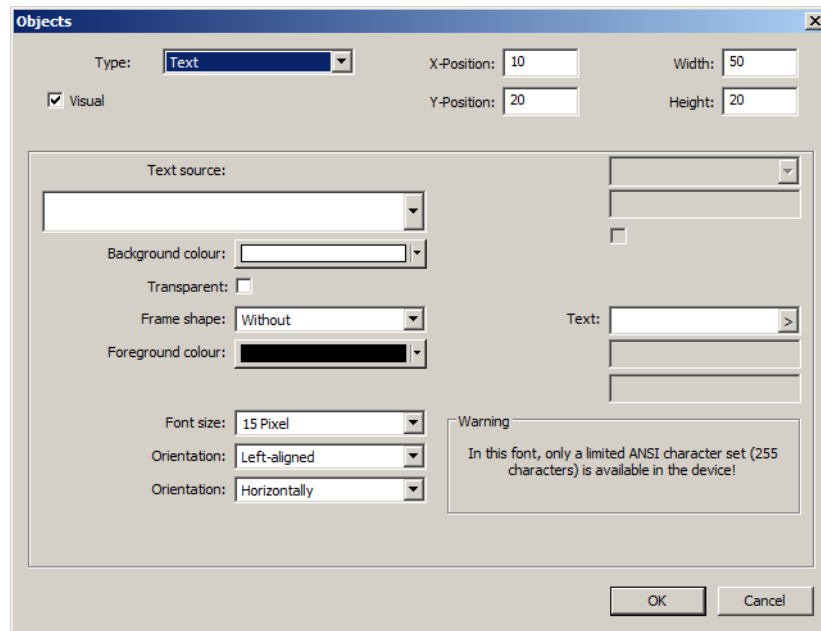 Objects
Type: Text X-Position: 10 Width: 50
Visual Y-Position: 20 Height: 20
Text source:
Background colour:
Transparent:
Frame shape: Without Text: >
Foreground colour:
Font size: 15 Pixel Warning
Orientation: Left-aligned In this font, only a limited ANSI character set (255
characters) is available in the device!
Orientation: Horizontally
OK Cancel